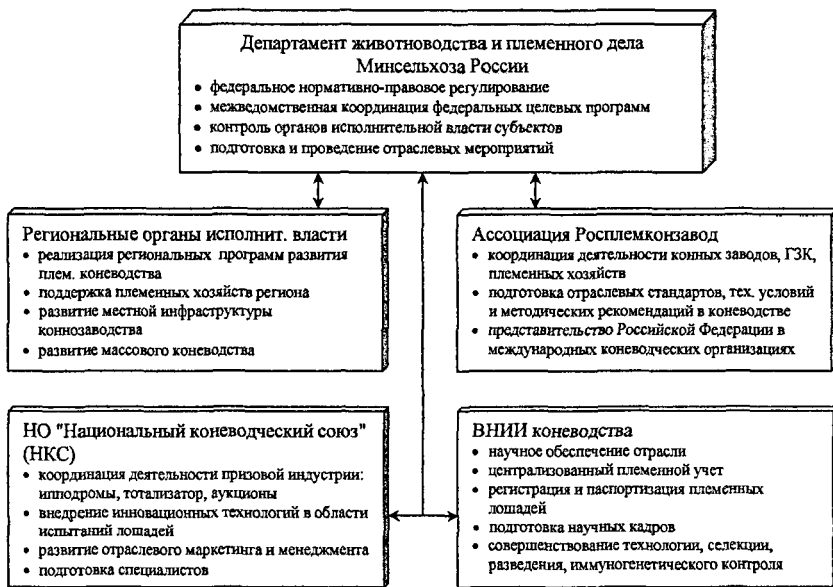 Департамент животноводства и племенного дела
Минсельхоза России
• федеральное нормативно-правовое регулирование
• межведомственная координация федеральных целевых программ
• контроль органов исполнительной власти субъектов
• подготовка и проведение отраслевых мероприятий
Региональные органы исполнит. власти
• реализация региональных программ развития
плем. коневодства
• поддержка племенных хозяйств региона
• развитие местной инфраструктуры
коннозаводства
• развитие массового коневодства
Ассоциация Росплемконзавод
• координация деятельности конных заводов, ГЗК,
племенных хозяйств
• подготовка отраслевых стандартов, тех. условий
и методических рекомендаций в коневодстве
• представительство Российской Федерации в
международных коневодческих организациях
НО "Национальный коневодческий союз"
(НКС)
• координация деятельности призовой индустрии:
ипподромы, тотализатор, аукционы
• внедрение инновационных технологий в области
испытаний лошадей
• развитие отраслевого маркетинга и менеджмента
• подготовка специалистов
ВНИИ коневодства
• научное обеспечение отрасли
• централизованный племенной учет
• регистрация и паспортизация племенных
лошадей
• подготовка научных кадров
• совершенствование технологии, селекции,
разведения, иммуногенетического контроля